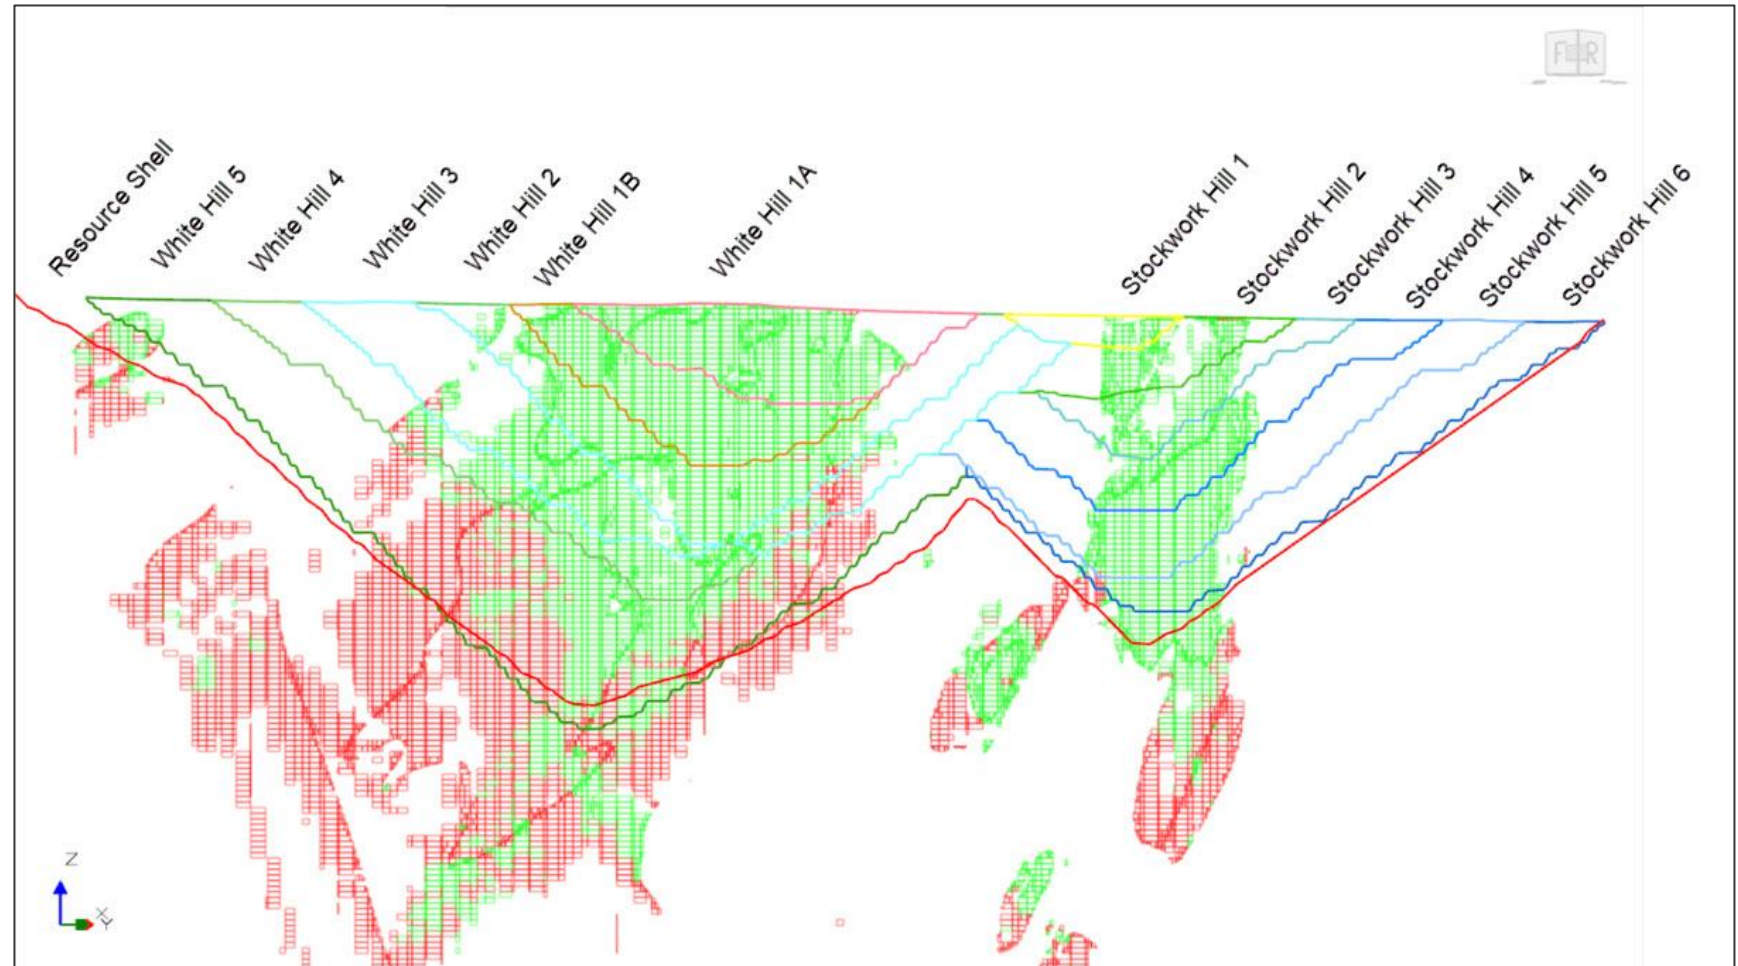 Resource Shell
White Hill 5
White Hill 4
White Hill 3
White Hill 2
White Hill 1B
White Hill 1A
Stockwork Hill 1
Stockwork Hill 2
Stockwork Hill 3
Stockwork Hill 4
Stockwork Hill 5
Stockwork Hill 6
F R
Z
X
Y